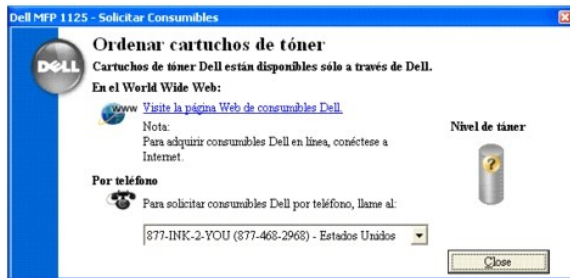 Dell MFP 1125 - Solicitar Consumibles
DELL
Ordenar cartuchos de tóner
Cartuchos de tóner Dell están disponibles sólo a través de Dell.
En el World Wide Web:
www Visite la página Web de consumibles Dell.
Nota:
Para adquirir consumibles Dell en línea, conéctese a
Internet.
Nivel de táner
?
Por teléfono
Para solicitar consumibles Dell por teléfono, llame al:
877-INK-2-YOU (877-468-2968) - Estados Unidos
Close